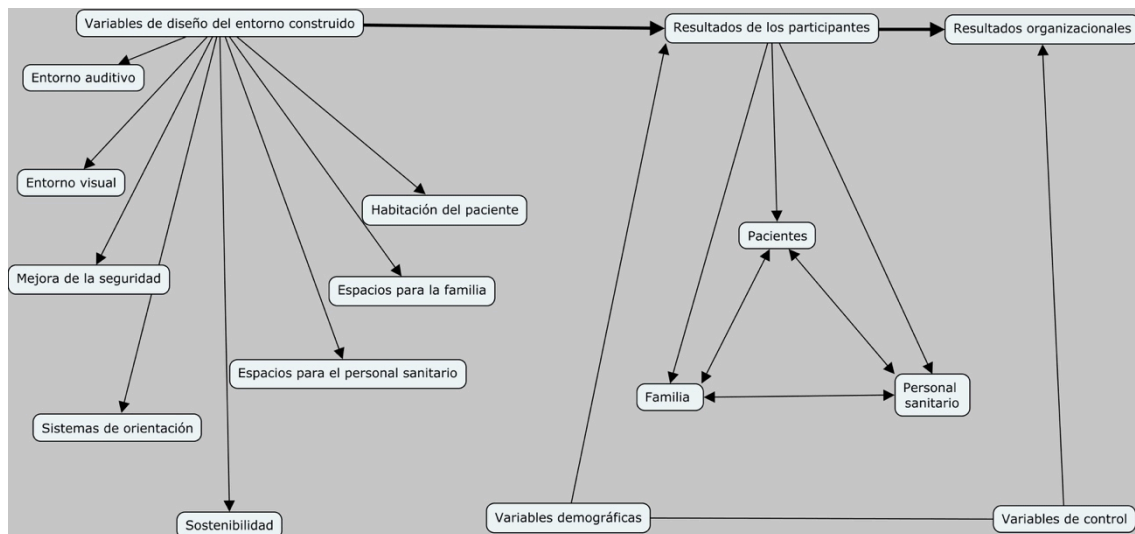 Variables de diseño del entorno construido
Resultados de los participantes
Resultados organizacionales
Entorno auditivo
Entorno visual
Habitación del paciente
Pacientes
Mejora de la seguridad
Espacios para la familia
Espacios para el personal sanitario
Familia
Personal
sanitario
Sistemas de orientación
Sostenibilidad
Variables demográficas
Variables de control